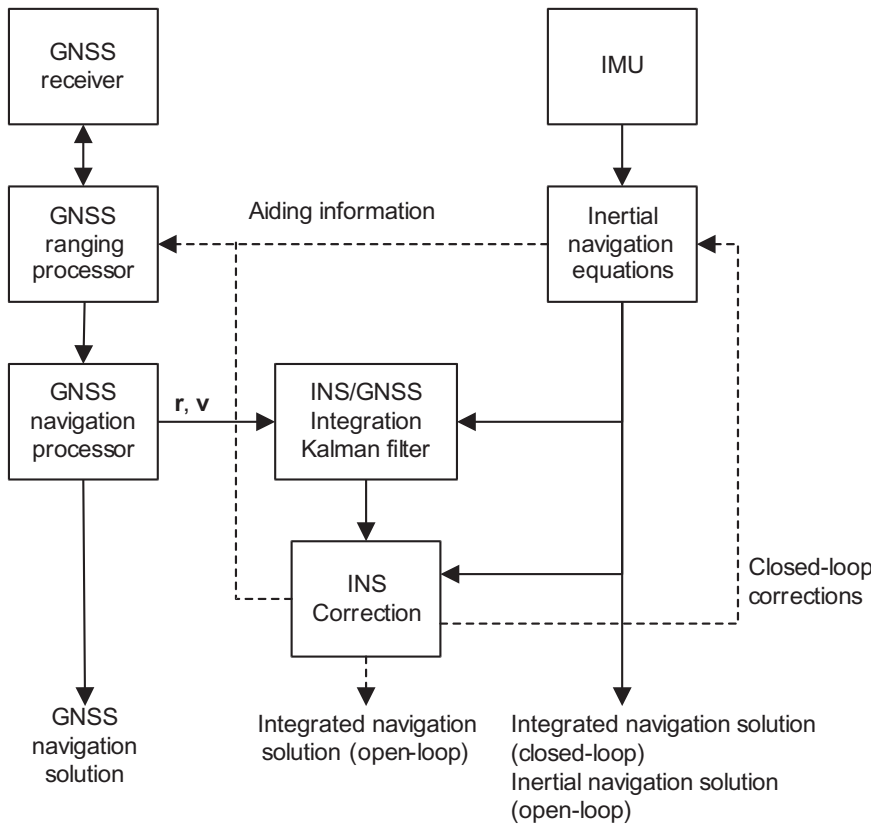 GNSS
receiver
IMU
GNSS
ranging
processor
Aiding information
Inertial
navigation
equations
GNSS
navigation
processor
r, v
INS/GNSS
Integration
Kalman filter
INS
Correction
Closed-loop
corrections
GNSS
navigation
solution
Integrated navigation
solution (open-loop)
Integrated navigation solution
(closed-loop)
Inertial navigation solution
(open-loop)